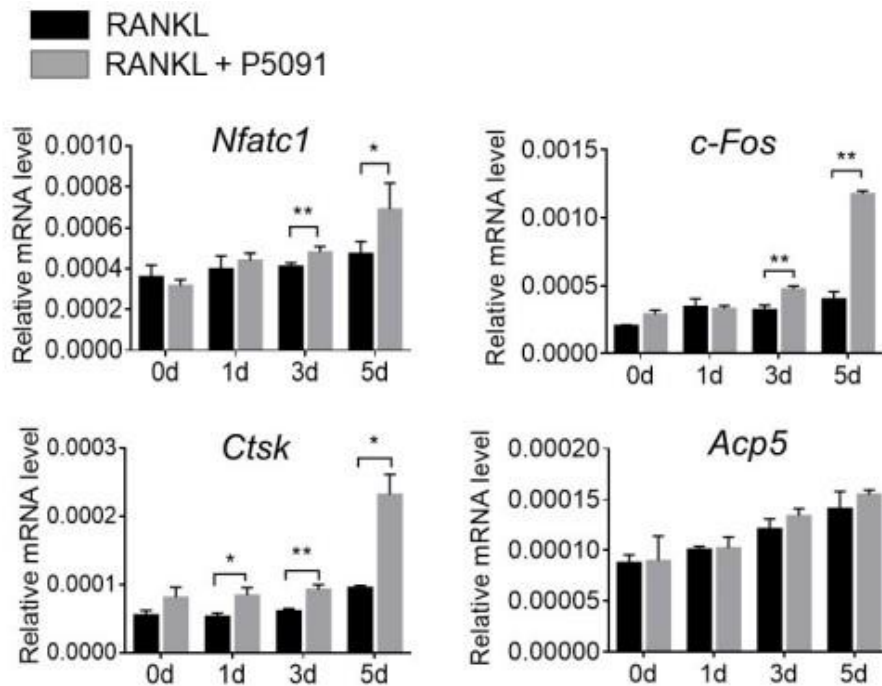 RANKL
RANKL + P5091
Nfatc1
Relative mRNA level
0.0010
0.0008
0.0006
0.0004
0.0002
0.0000
**
*
0d 1d 3d 5d
c-Fos
Relative mRNA level
0.0015
0.0010
0.0005
0.0000
**
**
0d 1d 3d 5d
Ctsk
Relative mRNA level
0.0003
0.0002
0.0001
0.0000
*
**
*
0d 1d 3d 5d
Acp5
Relative mRNA level
0.00020
0.00015
0.00010
0.00005
0.00000
0d 1d 3d 5d